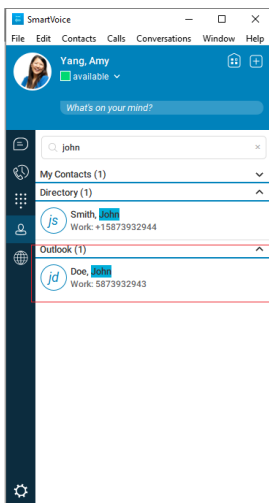 SmartVoice
File Edit Contacts Calls Conversations Window Help
Yang, Amy
available
What's on your mind?
john
My Contacts (1)
Directory (1)
js
Smith, John
Work: +15873932944
Outlook (1)
jd
Doe, John
Work: 5873932943